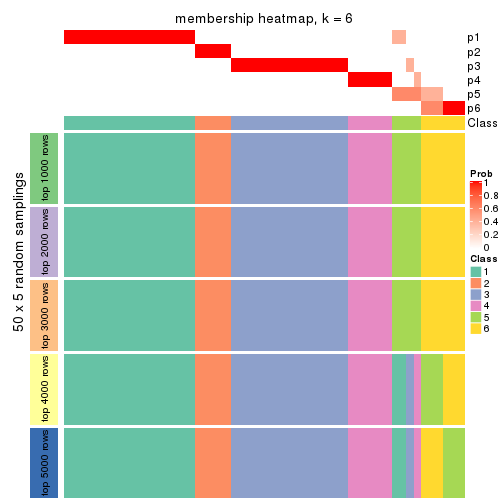 membership heatmap, k = 6
p1
p2
p3
p4
p5
p6
Class
50 x 5 random samplings
top 1000 rows
top 2000 rows
top 3000 rows
top 4000 rows
top 5000 rows
Prob
1
0.8
0.6
0.4
0.2
0
Class
1
2
3
4
5
6